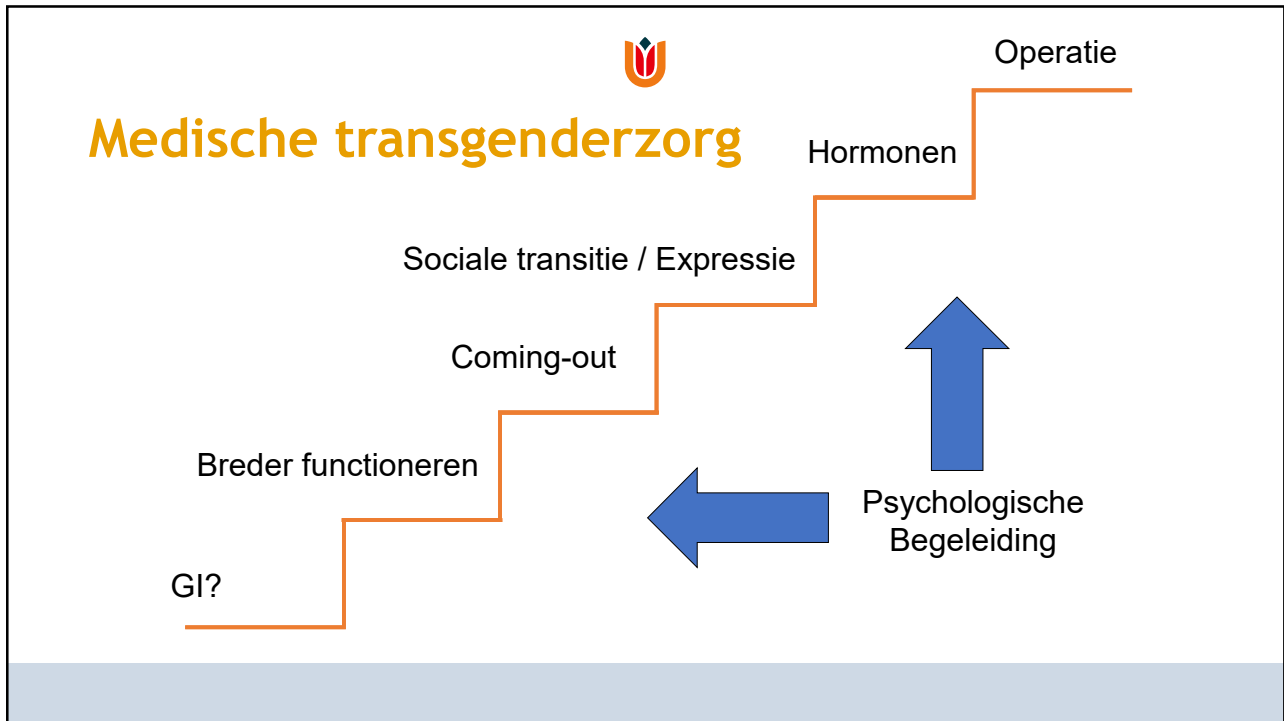 Operatie
Medische transgenderzorg
Hormonen
Sociale transitie / Expressie
Coming-out
Breder functioneren
Psychologische
Begeleiding
GI?